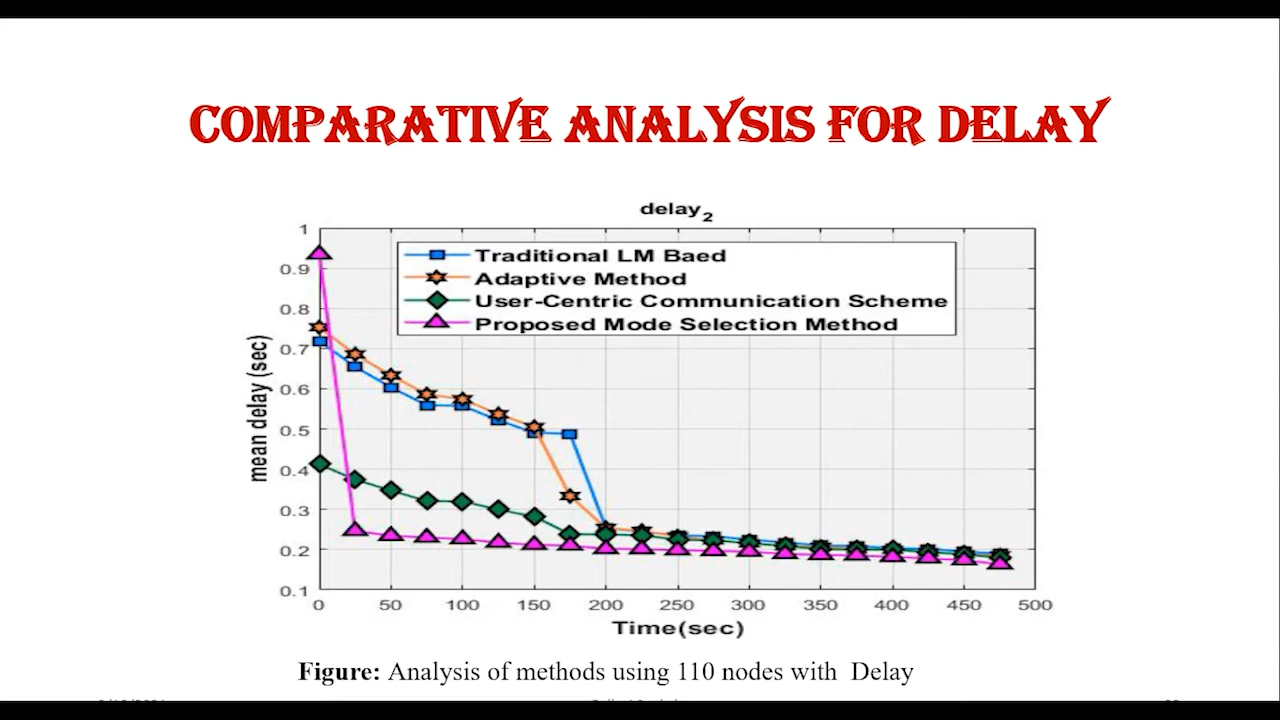 COMPARATIVE ANALYSIS FOR DELAY
delay2
1
0.9
0.8
0.7
0.6
0.5
0.4
0.3
0.2
0.1
mean delay (sec)
Traditional LM Baed
Adaptive Method
User-Centric Communication Scheme
Proposed Mode Selection Method
0 50 100 150 200 250 300 350 400 450 500
Time(sec)
Figure: Analysis of methods using 110 nodes with Delay